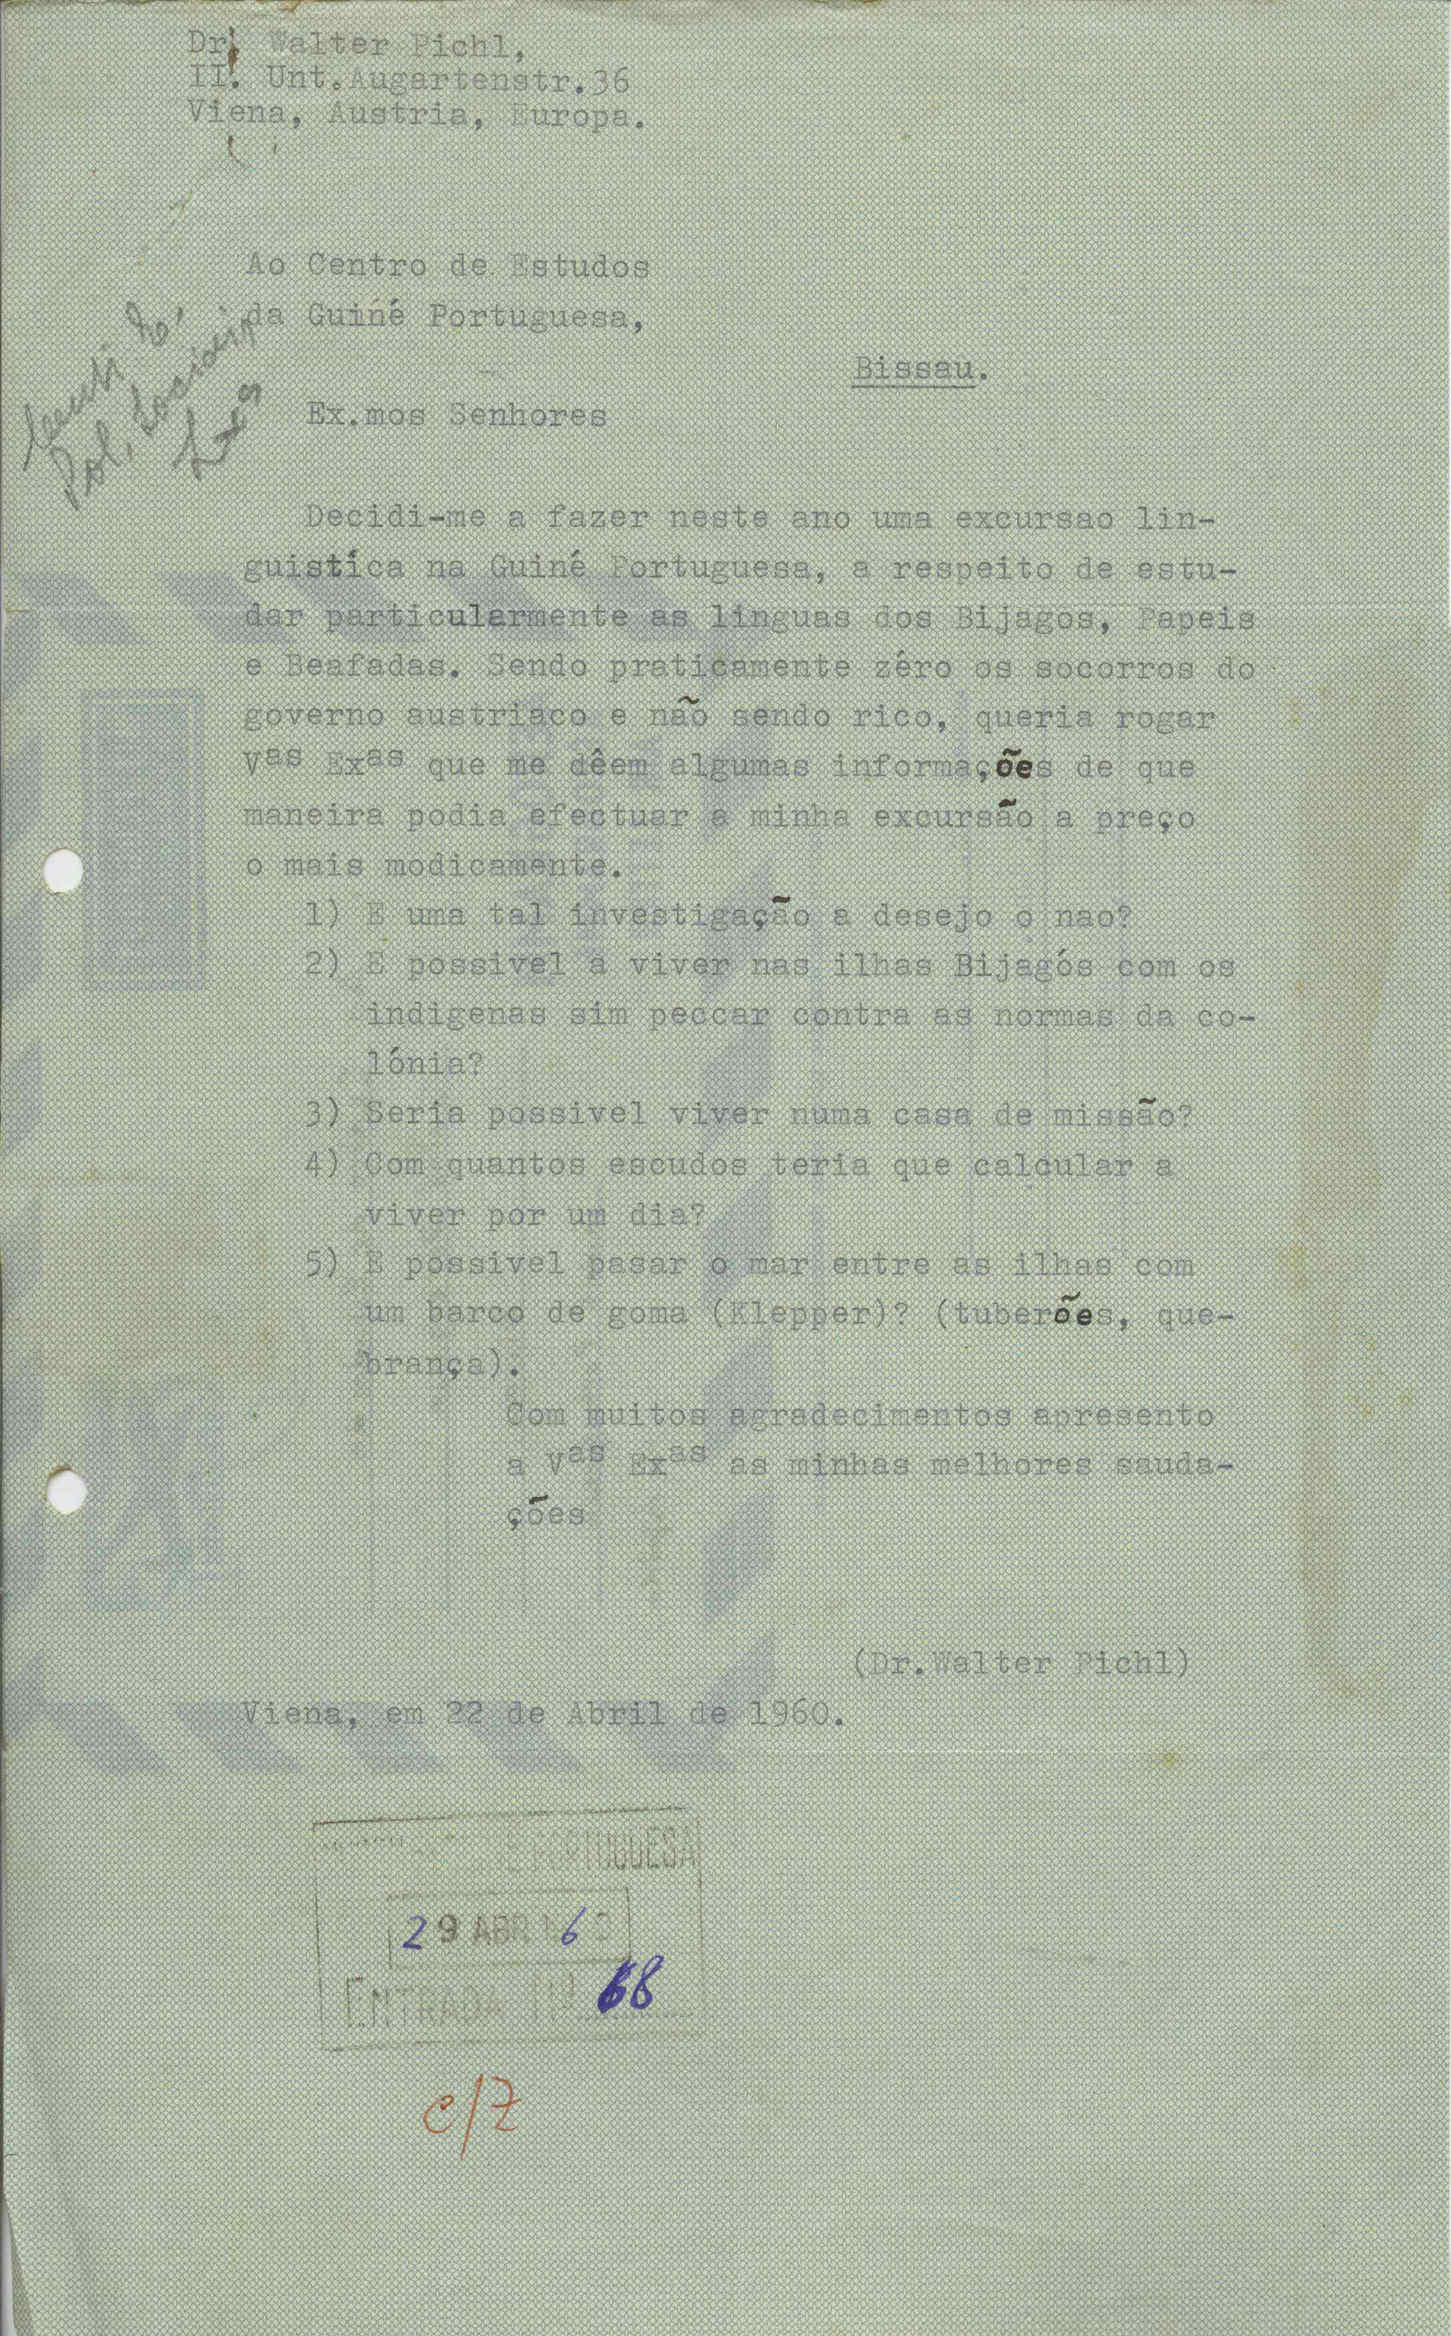 Dr. Walter Pichl,
II. Unt.Augartenstr.36
Viena, Austria, Europa.
Ao Centro de Estudos
da Guiné Portuguesa,
Bissau.
Ex.mos Senhores
Decidi-me a fazer neste ano uma excursao lin-
guistíca na Guiné Portuguesa, a respeito de estu-
dar particularmente as linguas dos Bijagos, Papeis
e Beafadas. Sendo praticamente zéro os socorros do
governo austriaco e não sendo rico, queria rogar
Vas Exas que me dêem algumas informações de que
maneira podia efectuar a minha excursão a preço
o mais modicamente.
1) E uma tal investigação a desejo o nao?
2) E possivel a viver nas ilhas Bijagós com os
indigenas sim peccar contra as normas da co-
lónia?
3) Seria possivel viver numa casa de missão?
4) Com quantos escudos teria que calcular a
viver por um dia?
5) E possivel pasar o mar entre as ilhas com
um barco de goma (Klepper)? (tuberões, que-
brança).
Com muitos agradecimentos apresento
a Vas Exas as minhas melhores sauda-
ções
(Dr.Walter Pichl)
Viena, em 22 de Abril de 1960.
PORTUGUESA
29 ABR 1960
ENTRADA Nº 68
c/7